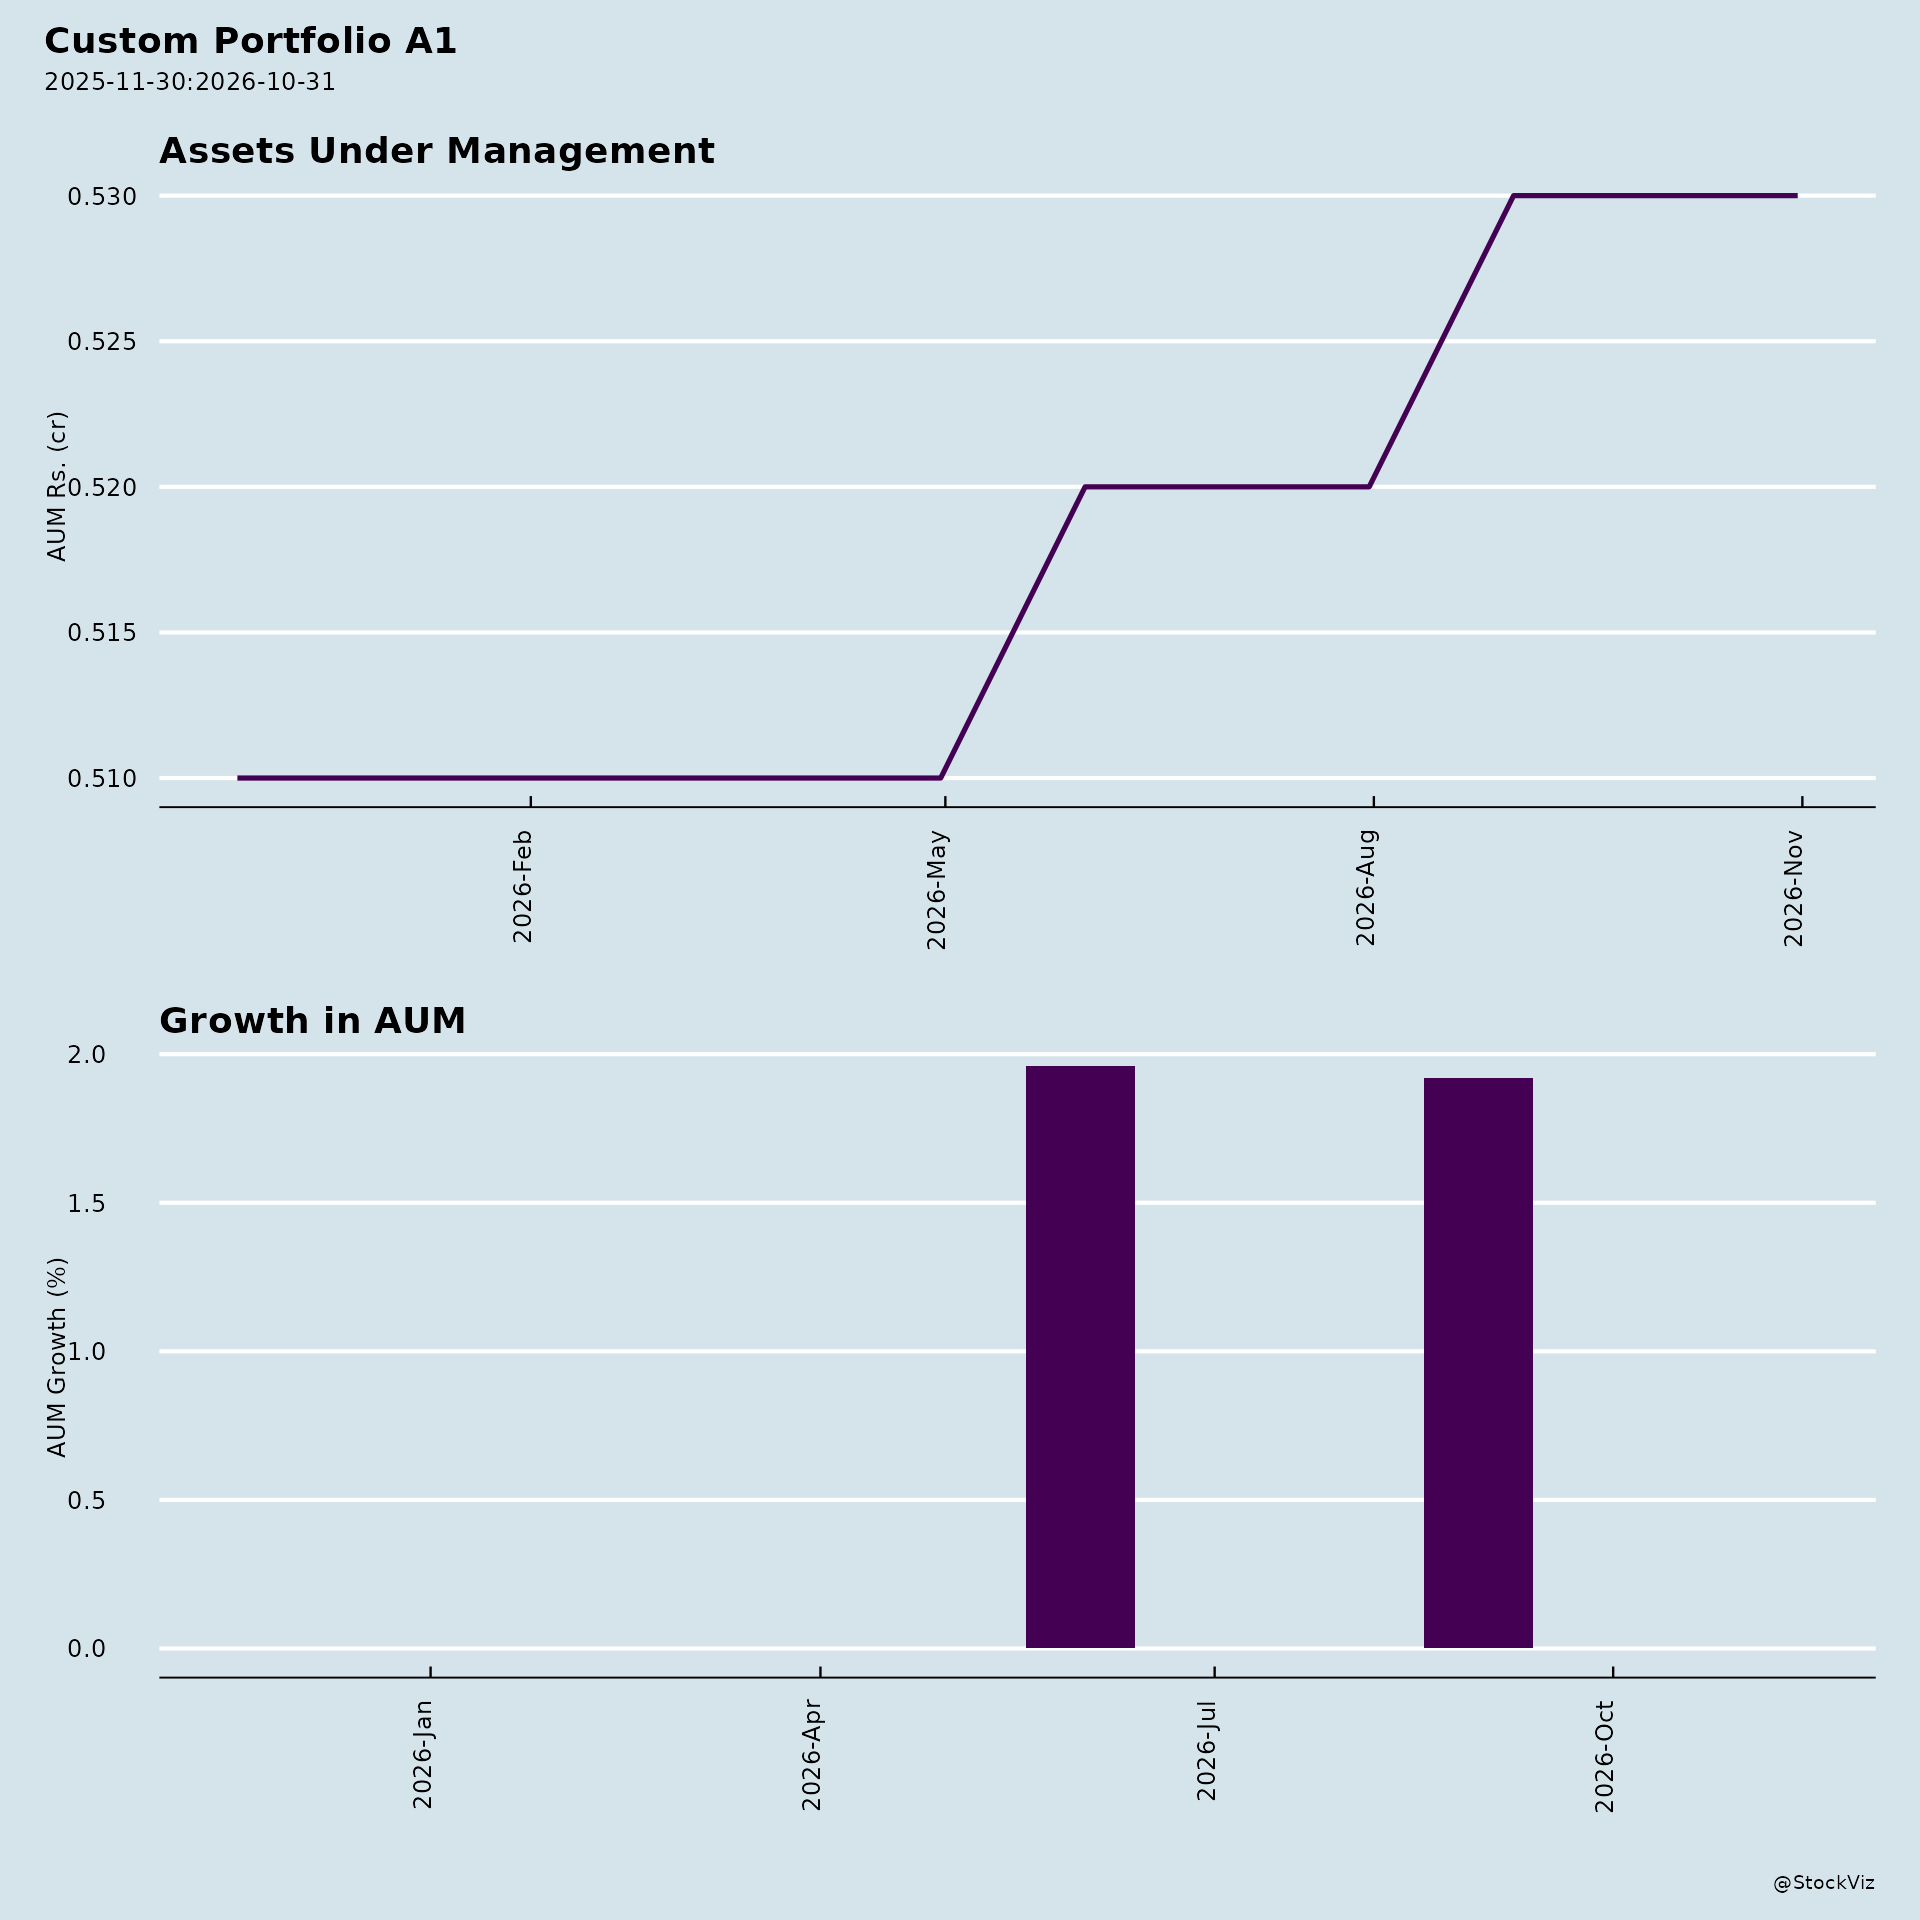 Custom Portfolio A1
2025-11-30:2026-10-31
Assets Under Management
AUM Rs. (cr)
0.530
0.525
0.520
0.515
0.510
2026-Feb
2026-May
2026-Aug
2026-Nov
Growth in AUM
AUM Growth (%)
2.0
1.5
1.0
0.5
0.0
2026-Jan
2026-Apr
2026-Jul
2026-Oct
@StockViz